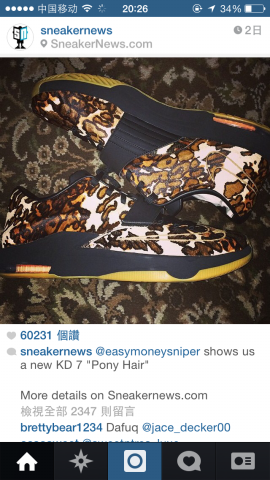 中国移动 20:26 34%
sneakernews 2日
SneakerNews.com
60231 個讚
sneakernews @easymoneysniper shows us
a new KD 7 "Pony Hair"
More details on Sneakernews.com
檢視全部 2347 則留言
brettybear1234 Dafuq @jace_decker00